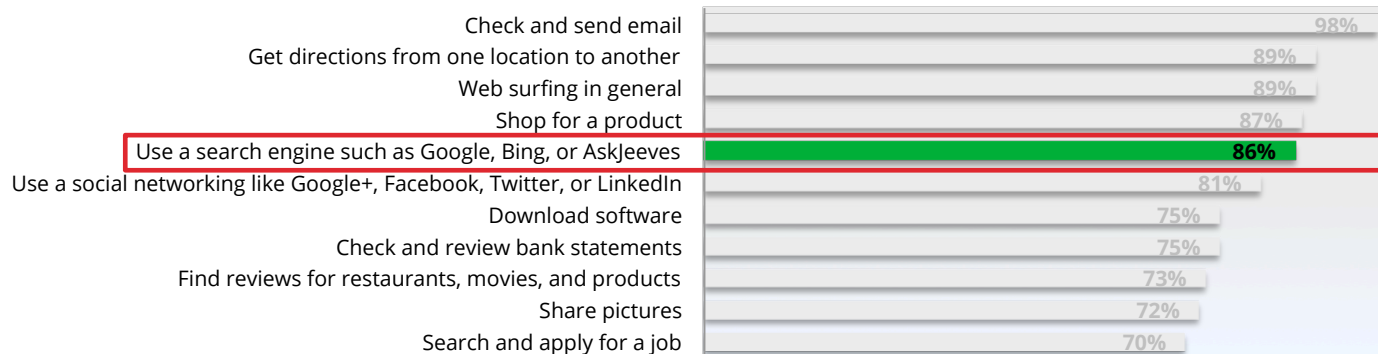 Check and send email 98%
Get directions from one location to another 89%
Web surfing in general 89%
Shop for a product 87%
Use a search engine such as Google, Bing, or AskJeeves 86%
Use a social networking like Google+, Facebook, Twitter, or LinkedIn 81%
Download software 75%
Check and review bank statements 75%
Find reviews for restaurants, movies, and products 73%
Share pictures 72%
Search and apply for a job 70%